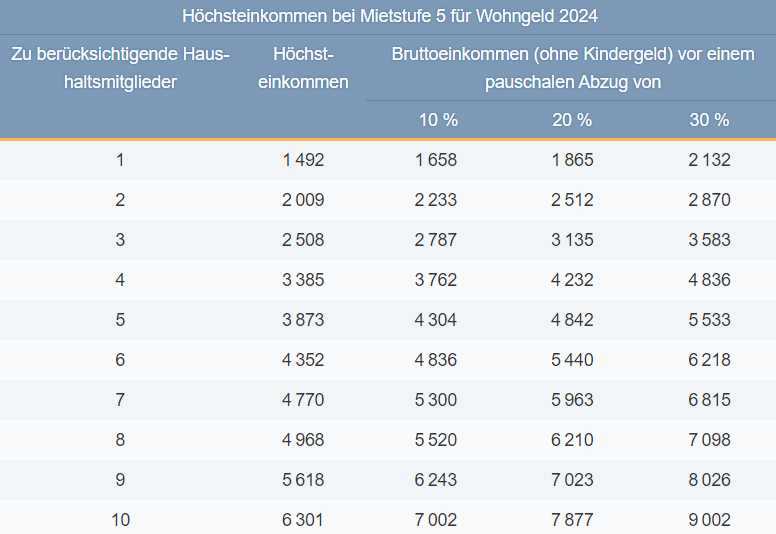 Höchsteinkommen bei Mietstufe 5 für Wohngeld 2024
Zu berücksichtigende Haus- Höchst- Bruttoeinkommen (ohne Kindergeld) vor einem
haltsmitglieder einkommen pauschalen Abzug von
10 % 20 % 30 %
1 1 492 1 658 1 865 2 132
2 2 009 2 233 2 512 2 870
3 2 508 2 787 3 135 3 583
4 3 385 3 762 4 232 4 836
5 3 873 4 304 4 842 5 533
6 4 352 4 836 5 440 6 218
7 4 770 5 300 5 963 6 815
8 4 968 5 520 6 210 7 098
9 5 618 6 243 7 023 8 026
10 6 301 7 002 7 877 9 002